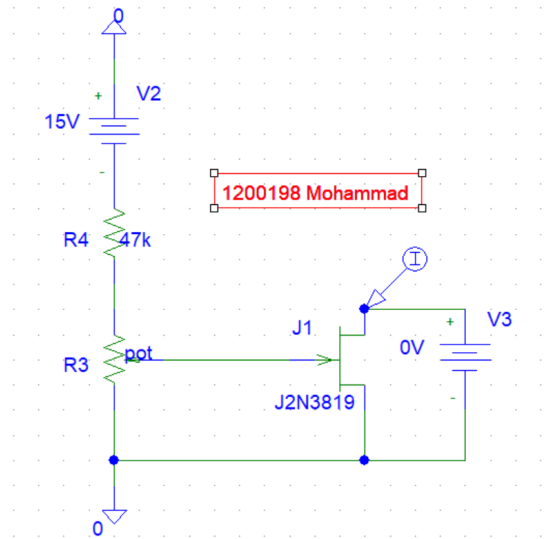 0
+
V2
15V
-
1200198 Mohammad
R4
47k
I
J1
+
V3
R3
pot
0V
J2N3819
-
0